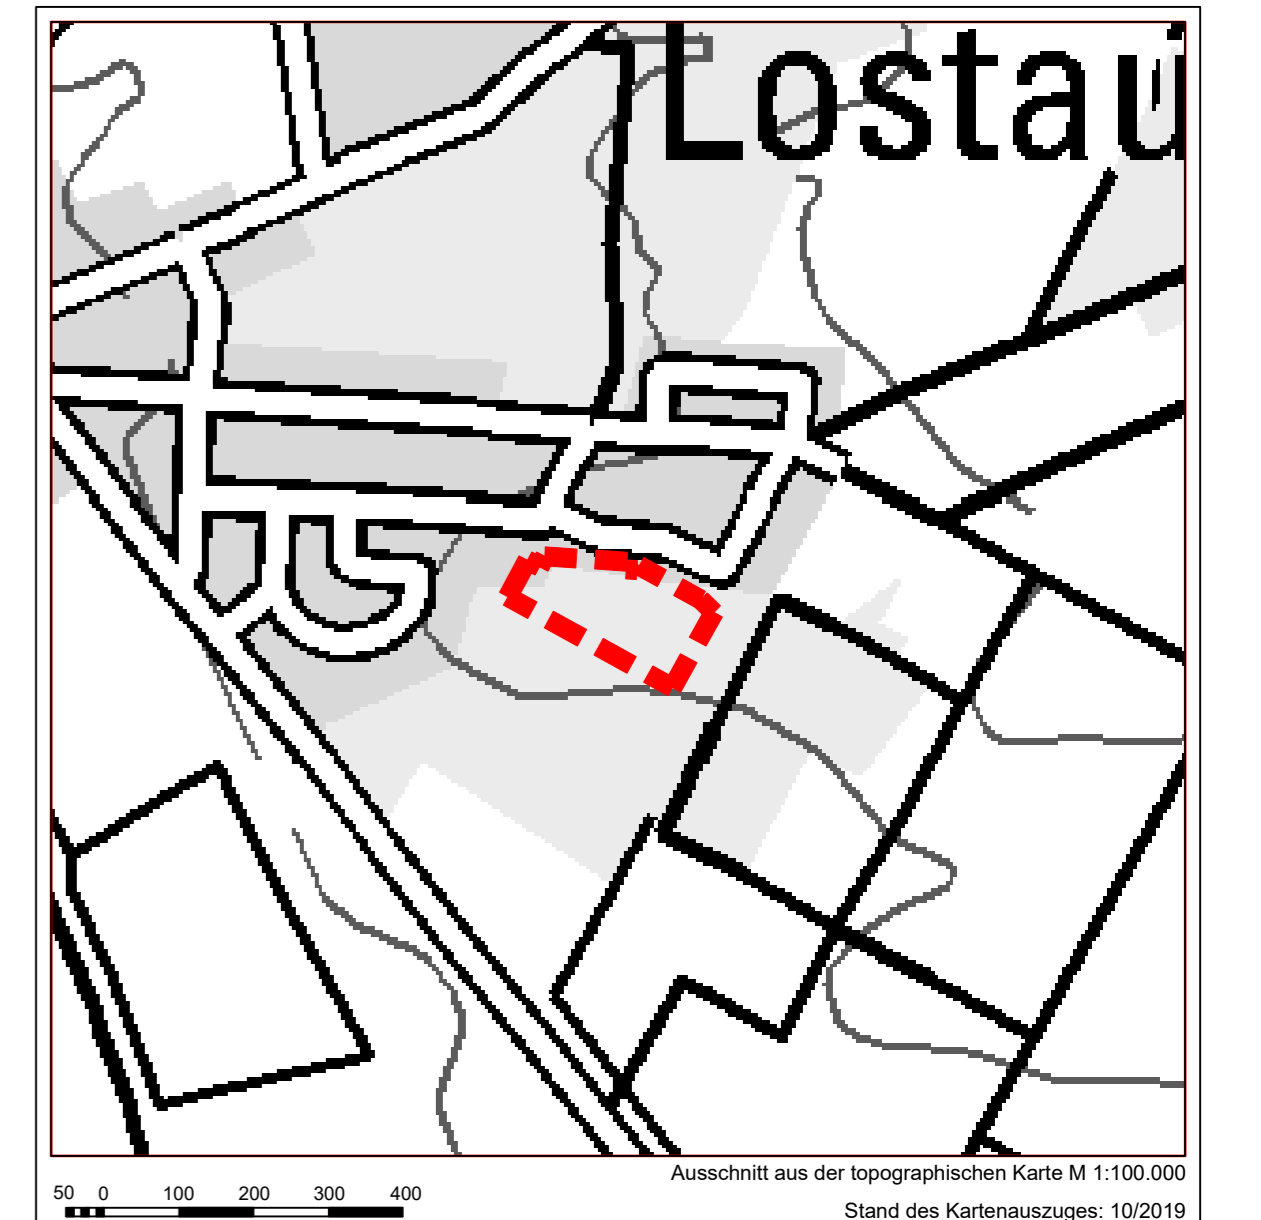 Lostau
Ausschnitt aus der topographischen Karte M 1:100.000
50 0 100 200 300 400
Stand des Kartenauszuges: 10/2019